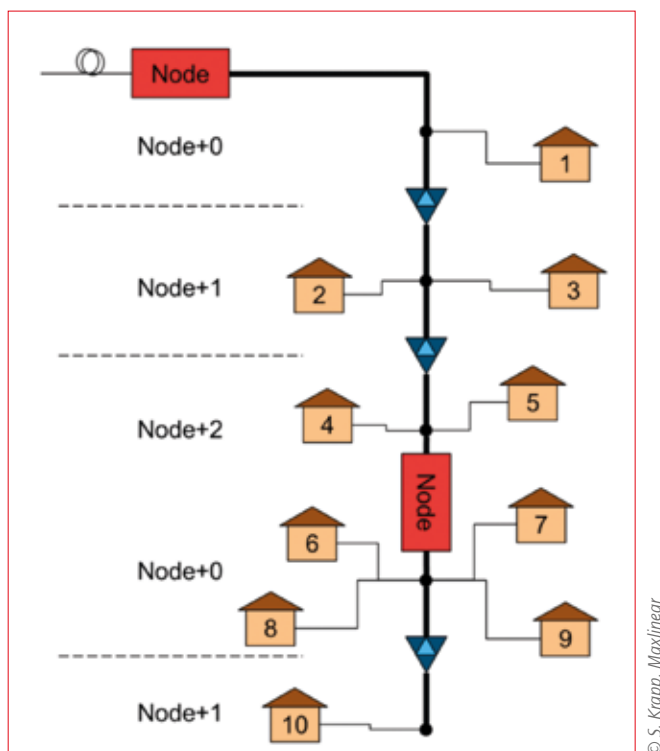 Node
Node+0
1
Node+1
2
3
Node+2
4
5
Node
Node+0
6
7
8
9
Node+1
10
© S. Krapp, Maxlinear